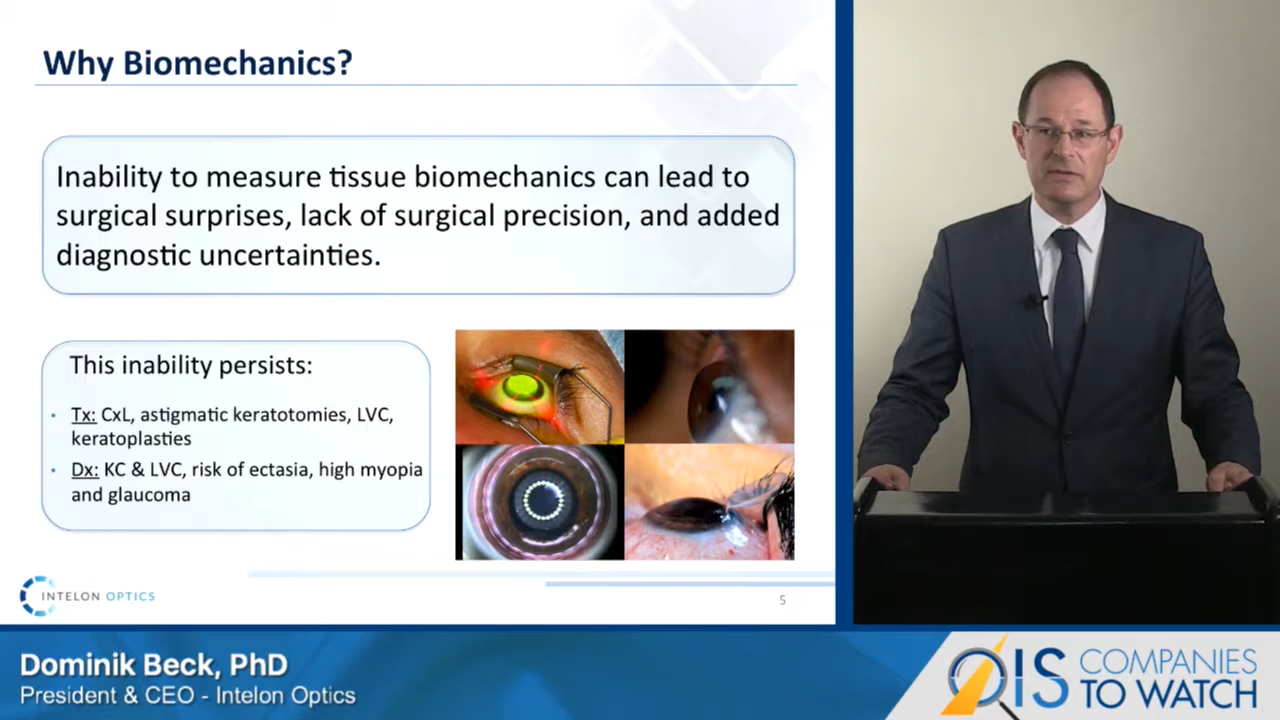 Why Biomechanics?
Inability to measure tissue biomechanics can lead to
surgical surprises, lack of surgical precision, and added
diagnostic uncertainties.
This inability persists:
• Tx: CxL, astigmatic keratotomies, LVC,
keratoplasties
• Dx: KC & LVC, risk of ectasia, high myopia
and glaucoma
INTELON OPTICS
5
Dominik Beck, PhD
President & CEO - Intelon Optics
OIS COMPANIES
TO WATCH